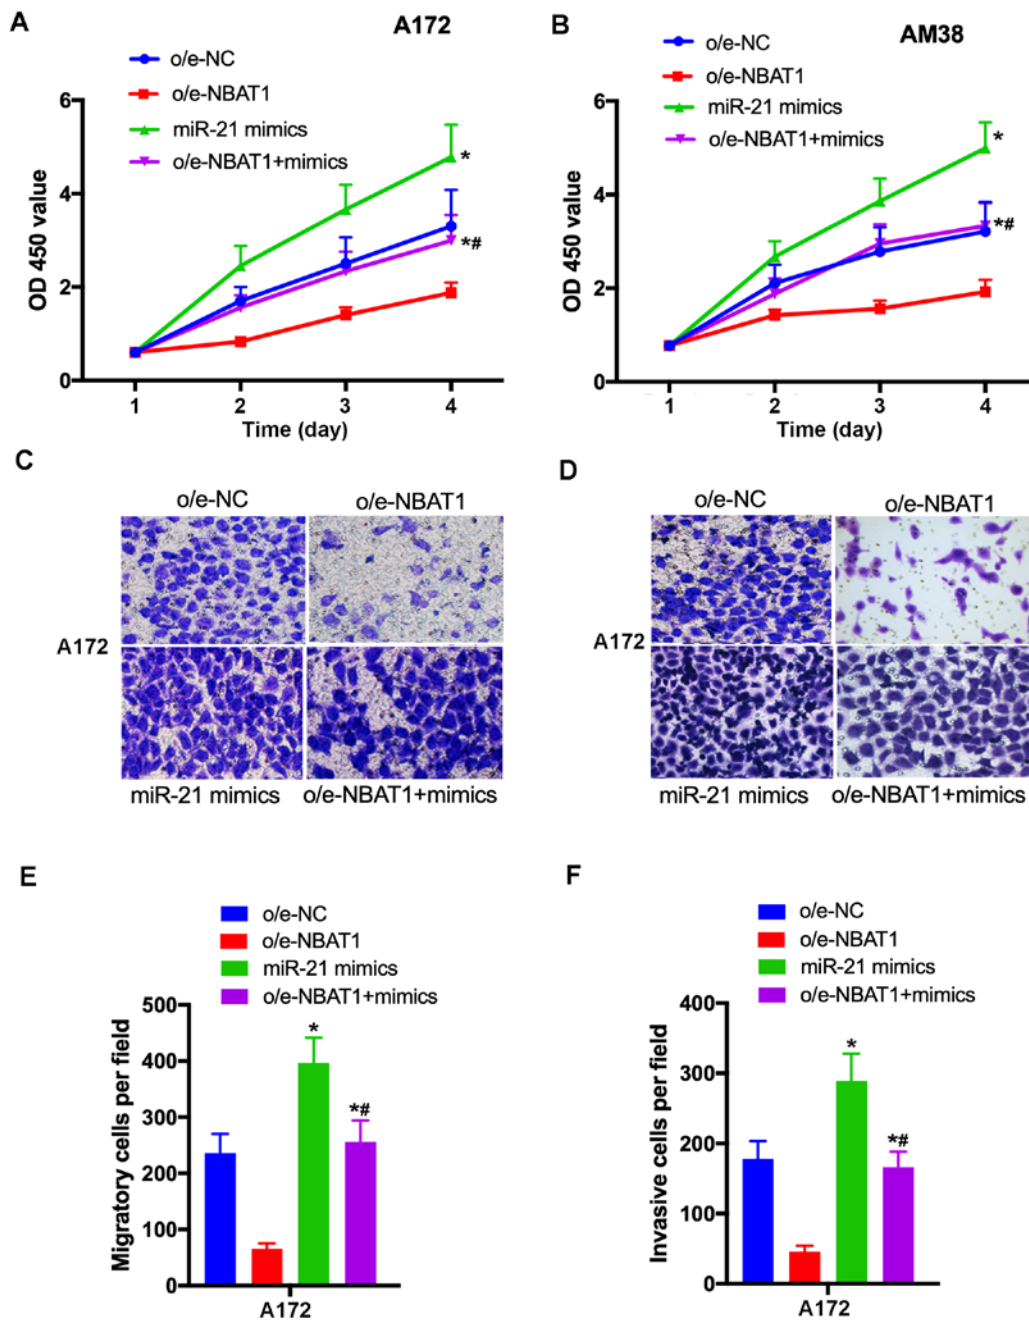 A
A172
o/e-NC
o/e-NBAT1
miR-21 mimics
o/e-NBAT1+mimics
OD 450 value
6
4
2
0
*
*#
1 2 3 4
Time (day)
B
AM38
o/e-NC
o/e-NBAT1
miR-21 mimics
o/e-NBAT1+mimics
OD 450 value
6
4
2
0
*
*#
1 2 3 4
Time (day)
C
o/e-NC o/e-NBAT1
A172
miR-21 mimics o/e-NBAT1+mimics
D
o/e-NC o/e-NBAT1
A172
miR-21 mimics o/e-NBAT1+mimics
E
o/e-NC
o/e-NBAT1
miR-21 mimics
o/e-NBAT1+mimics
Migratory cells per field
500
400
300
200
100
0
*
*#
A172
F
o/e-NC
o/e-NBAT1
miR-21 mimics
o/e-NBAT1+mimics
Invasive cells per field
400
300
200
100
0
*
*#
A172